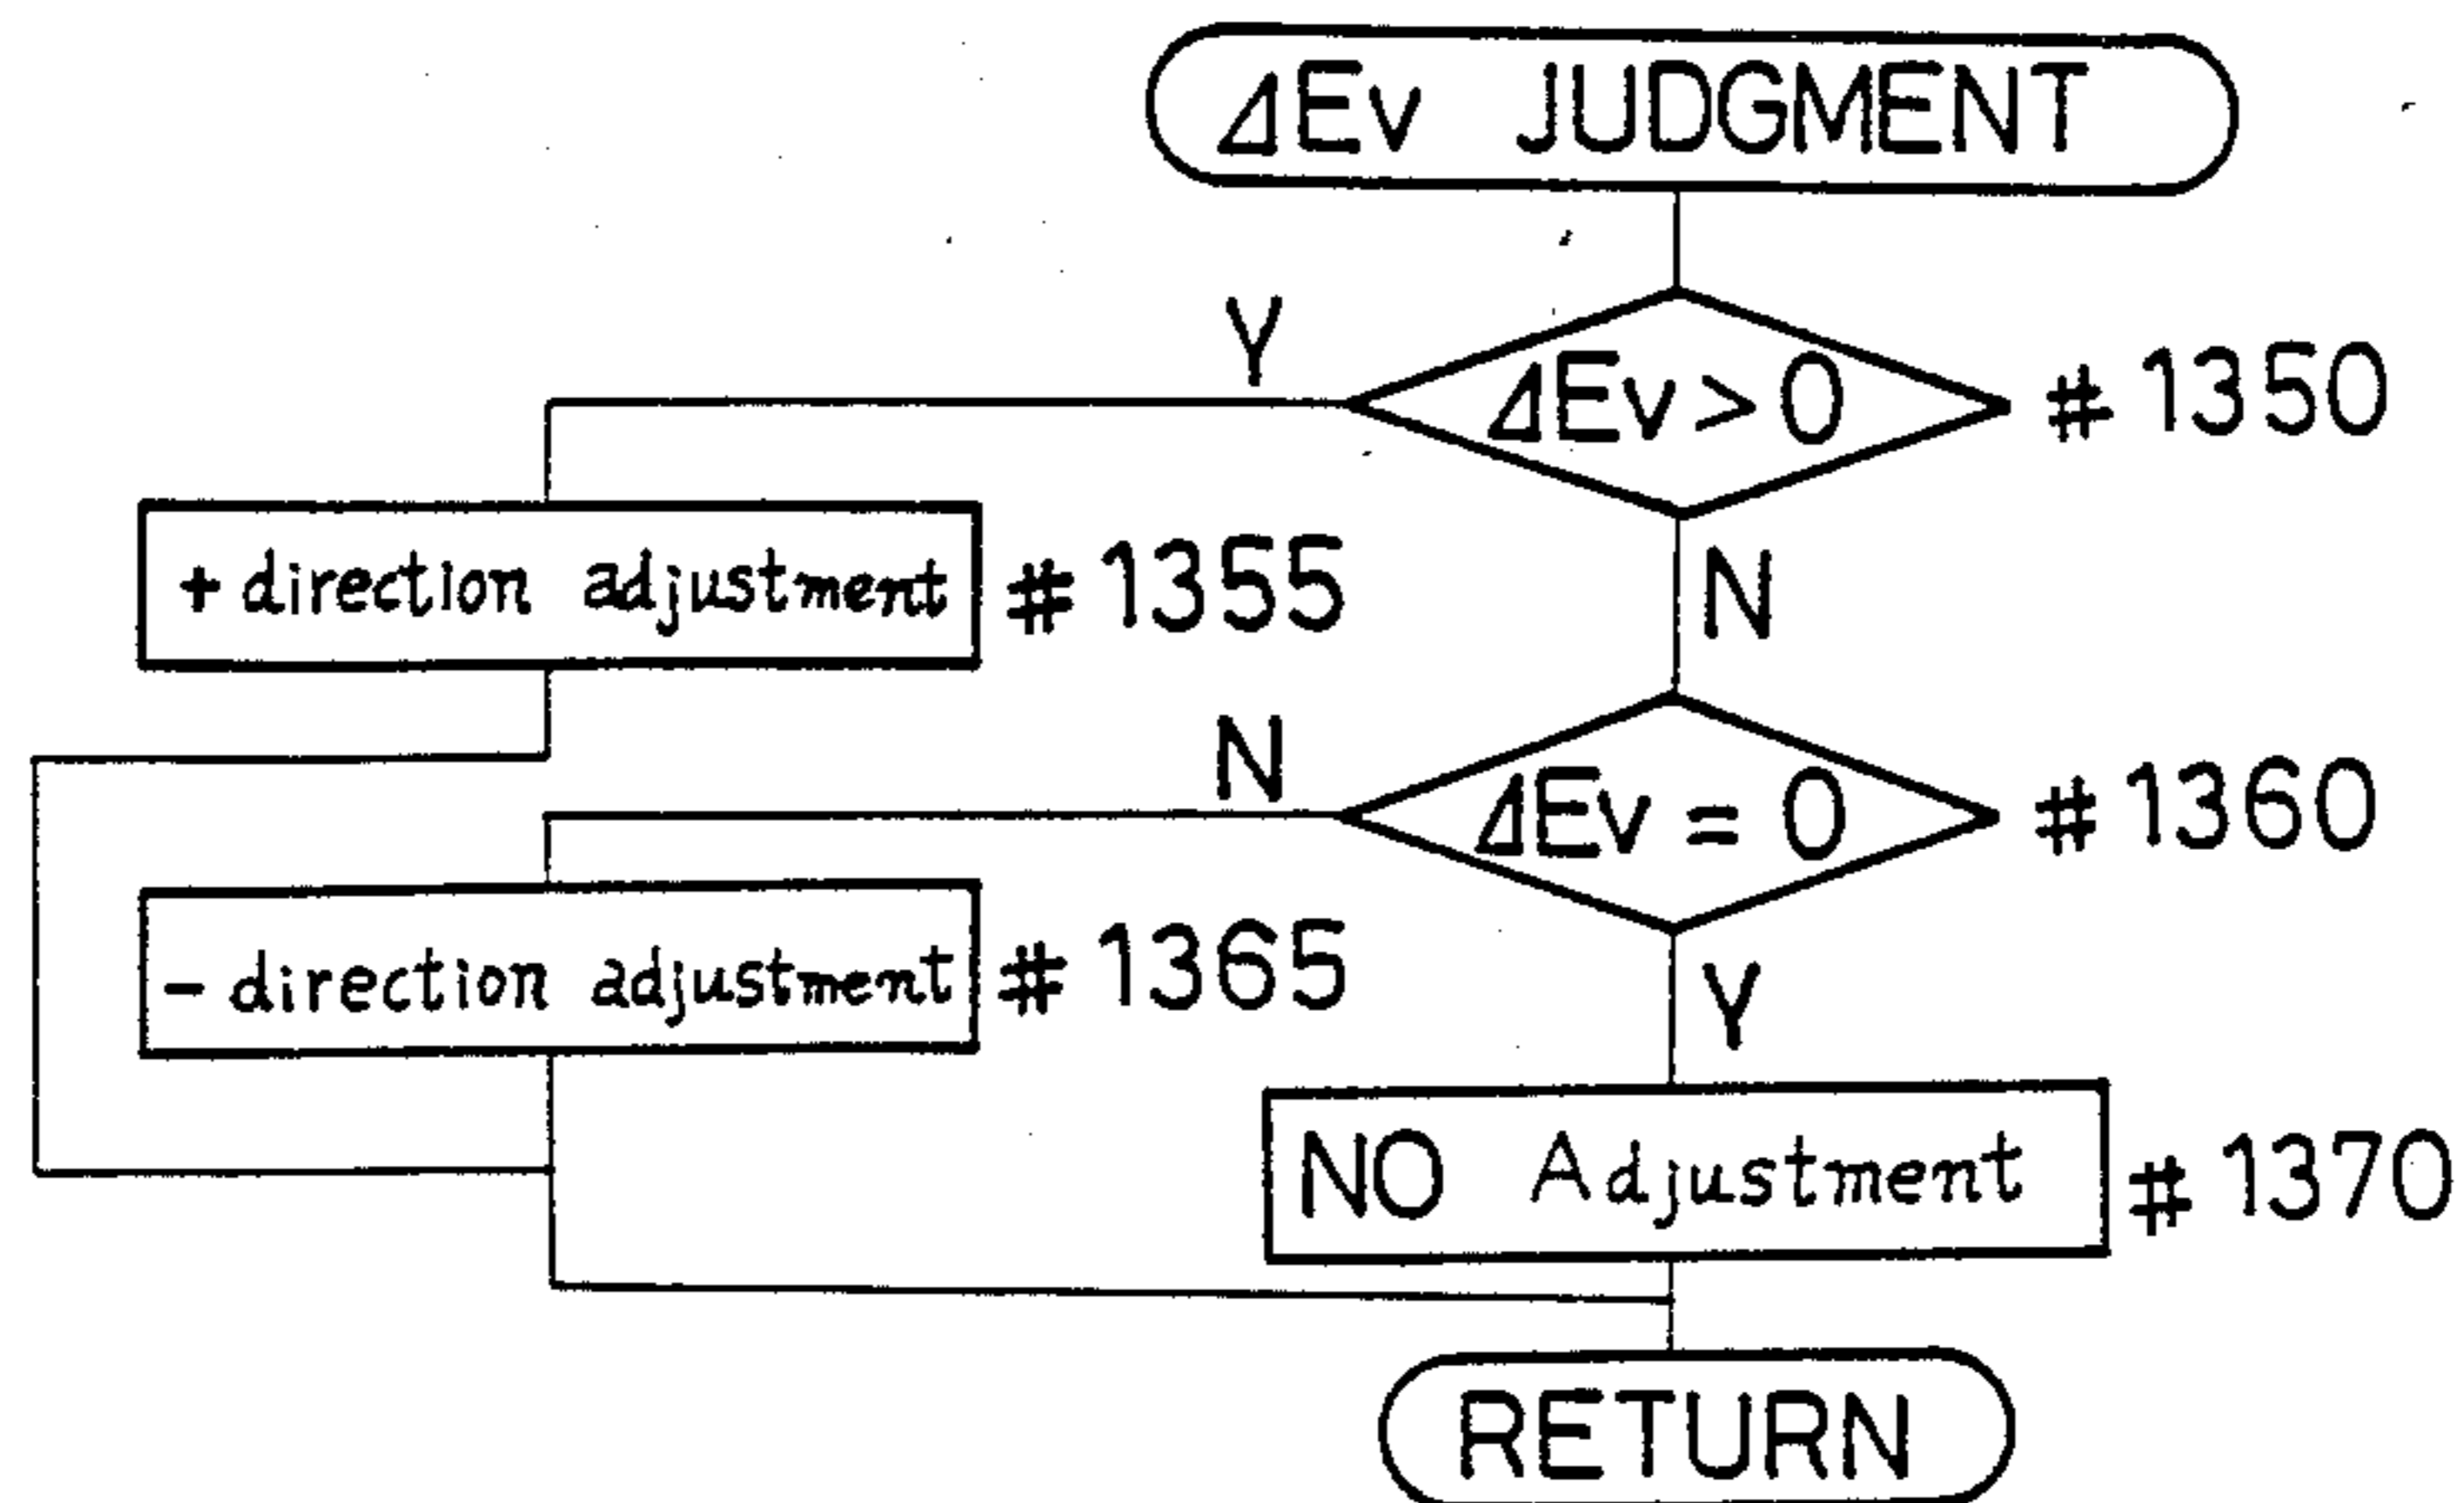 ΔEv JUDGMENT
Y
ΔEv > 0
# 1350
+ direction adjustment
# 1355
N
N
ΔEv = 0
# 1360
- direction adjustment
# 1365
Y
NO Adjustment
# 1370
RETURN